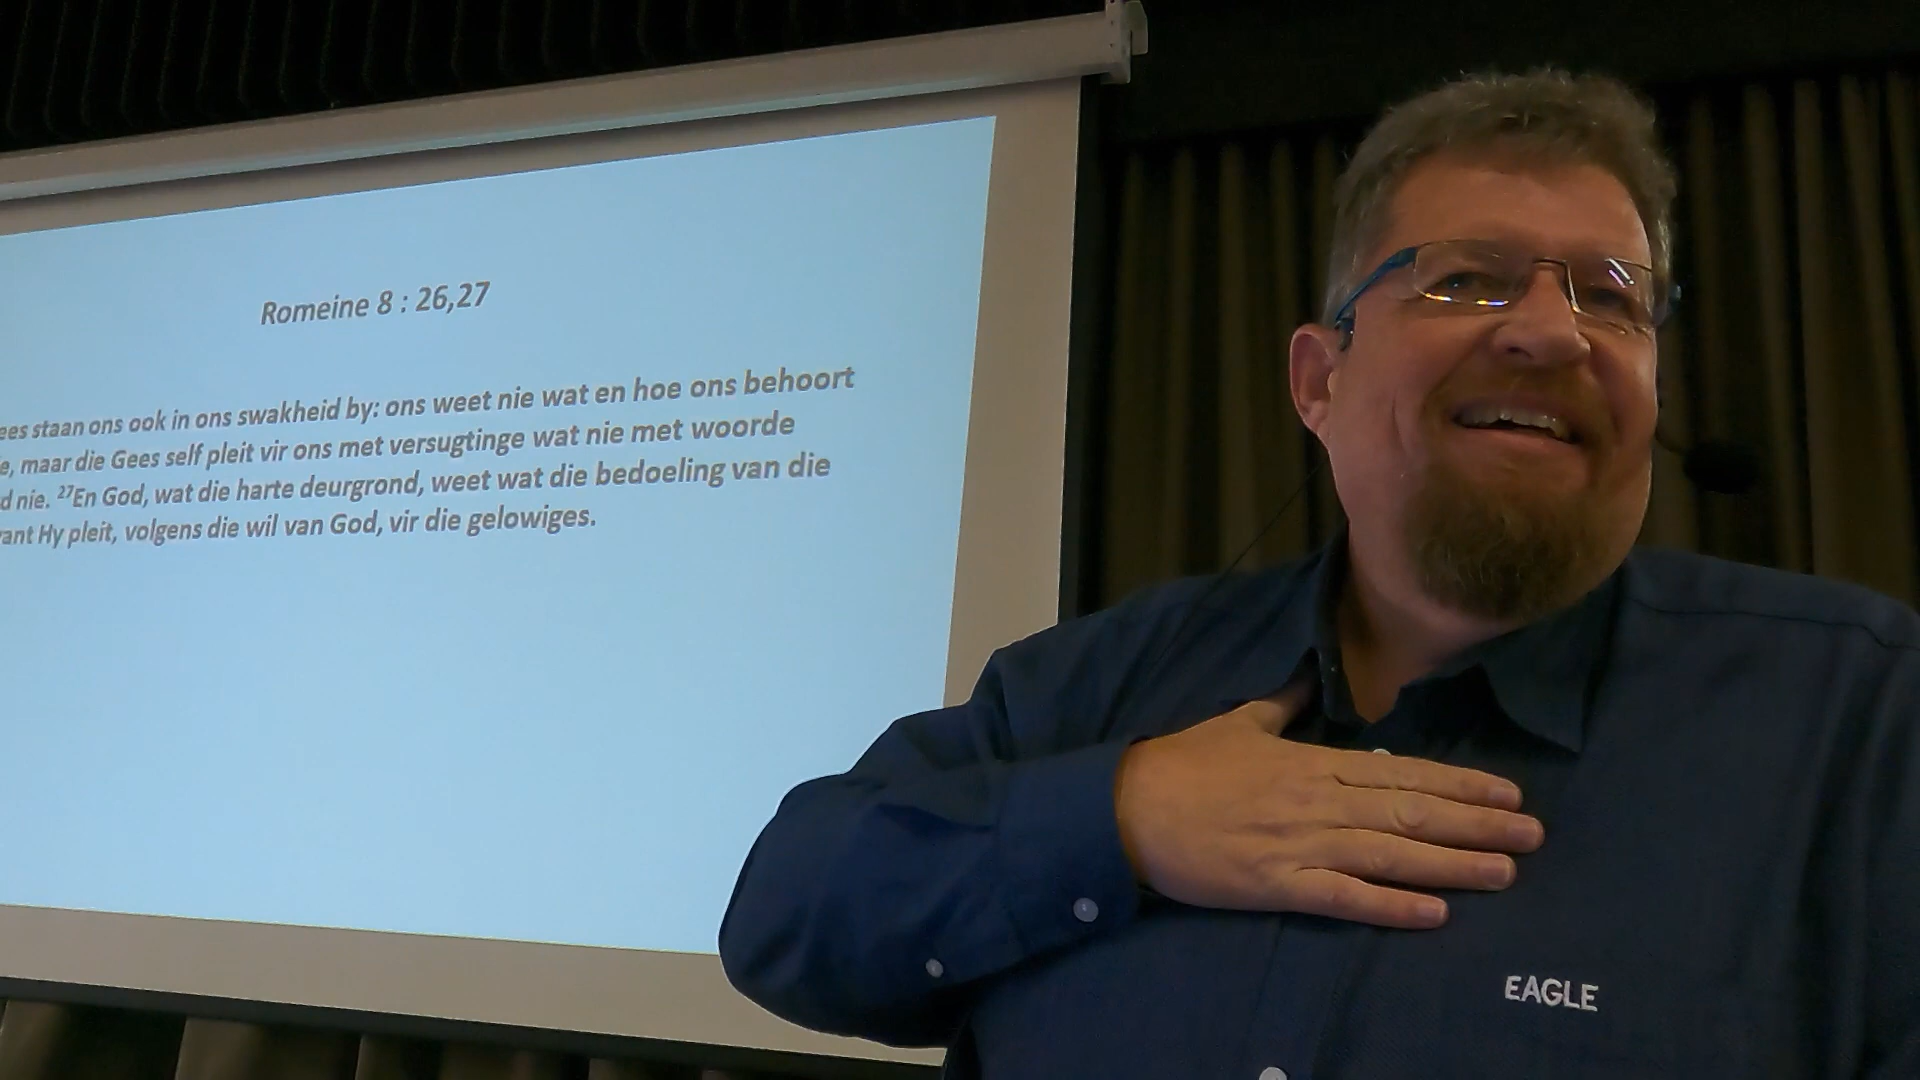 Romeine 8 : 26,27
staan ons ook in ons swakheid by: ons weet nie wat en hoe ons behoort
maar die Gees self pleit vir ons met versugtinge wat nie met woorde
nie. ²⁷En God, wat die harte deurgrond, weet wat die bedoeling van die
Hy pleit, volgens die wil van God, vir die gelowiges.
EAGLE